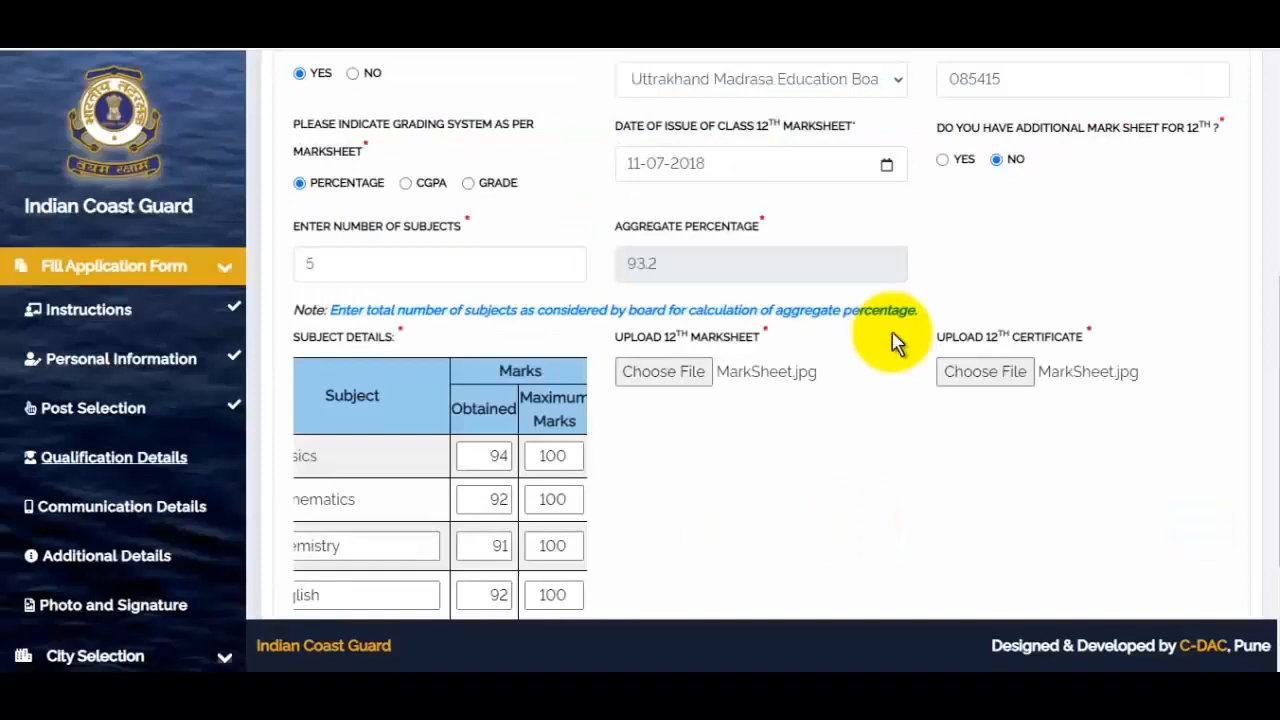 Indian Coast Guard
Fill Application Form
Instructions
Personal Information
Post Selection
Qualification Details
Communication Details
Additional Details
Photo and Signature
City Selection
YES NO
Uttrakhand Madrasa Education Boa
085415
PLEASE INDICATE GRADING SYSTEM AS PER
MARKSHEET*
PERCENTAGE CGPA GRADE
DATE OF ISSUE OF CLASS 12TH MARKSHEET*
11-07-2018
DO YOU HAVE ADDITIONAL MARK SHEET FOR 12TH ?*
YES NO
ENTER NUMBER OF SUBJECTS *
5
AGGREGATE PERCENTAGE*
93.2
Note: Enter total number of subjects as considered by board for calculation of aggregate percentage.
SUBJECT DETAILS: *
Subject
Marks
Obtained
Maximum
Marks
sics 94 100
hematics 92 100
emistry 91 100
glish 92 100
UPLOAD 12TH MARKSHEET *
Choose File MarkSheet.jpg
UPLOAD 12TH CERTIFICATE *
Choose File MarkSheet.jpg
Indian Coast Guard
Designed & Developed by C-DAC, Pune